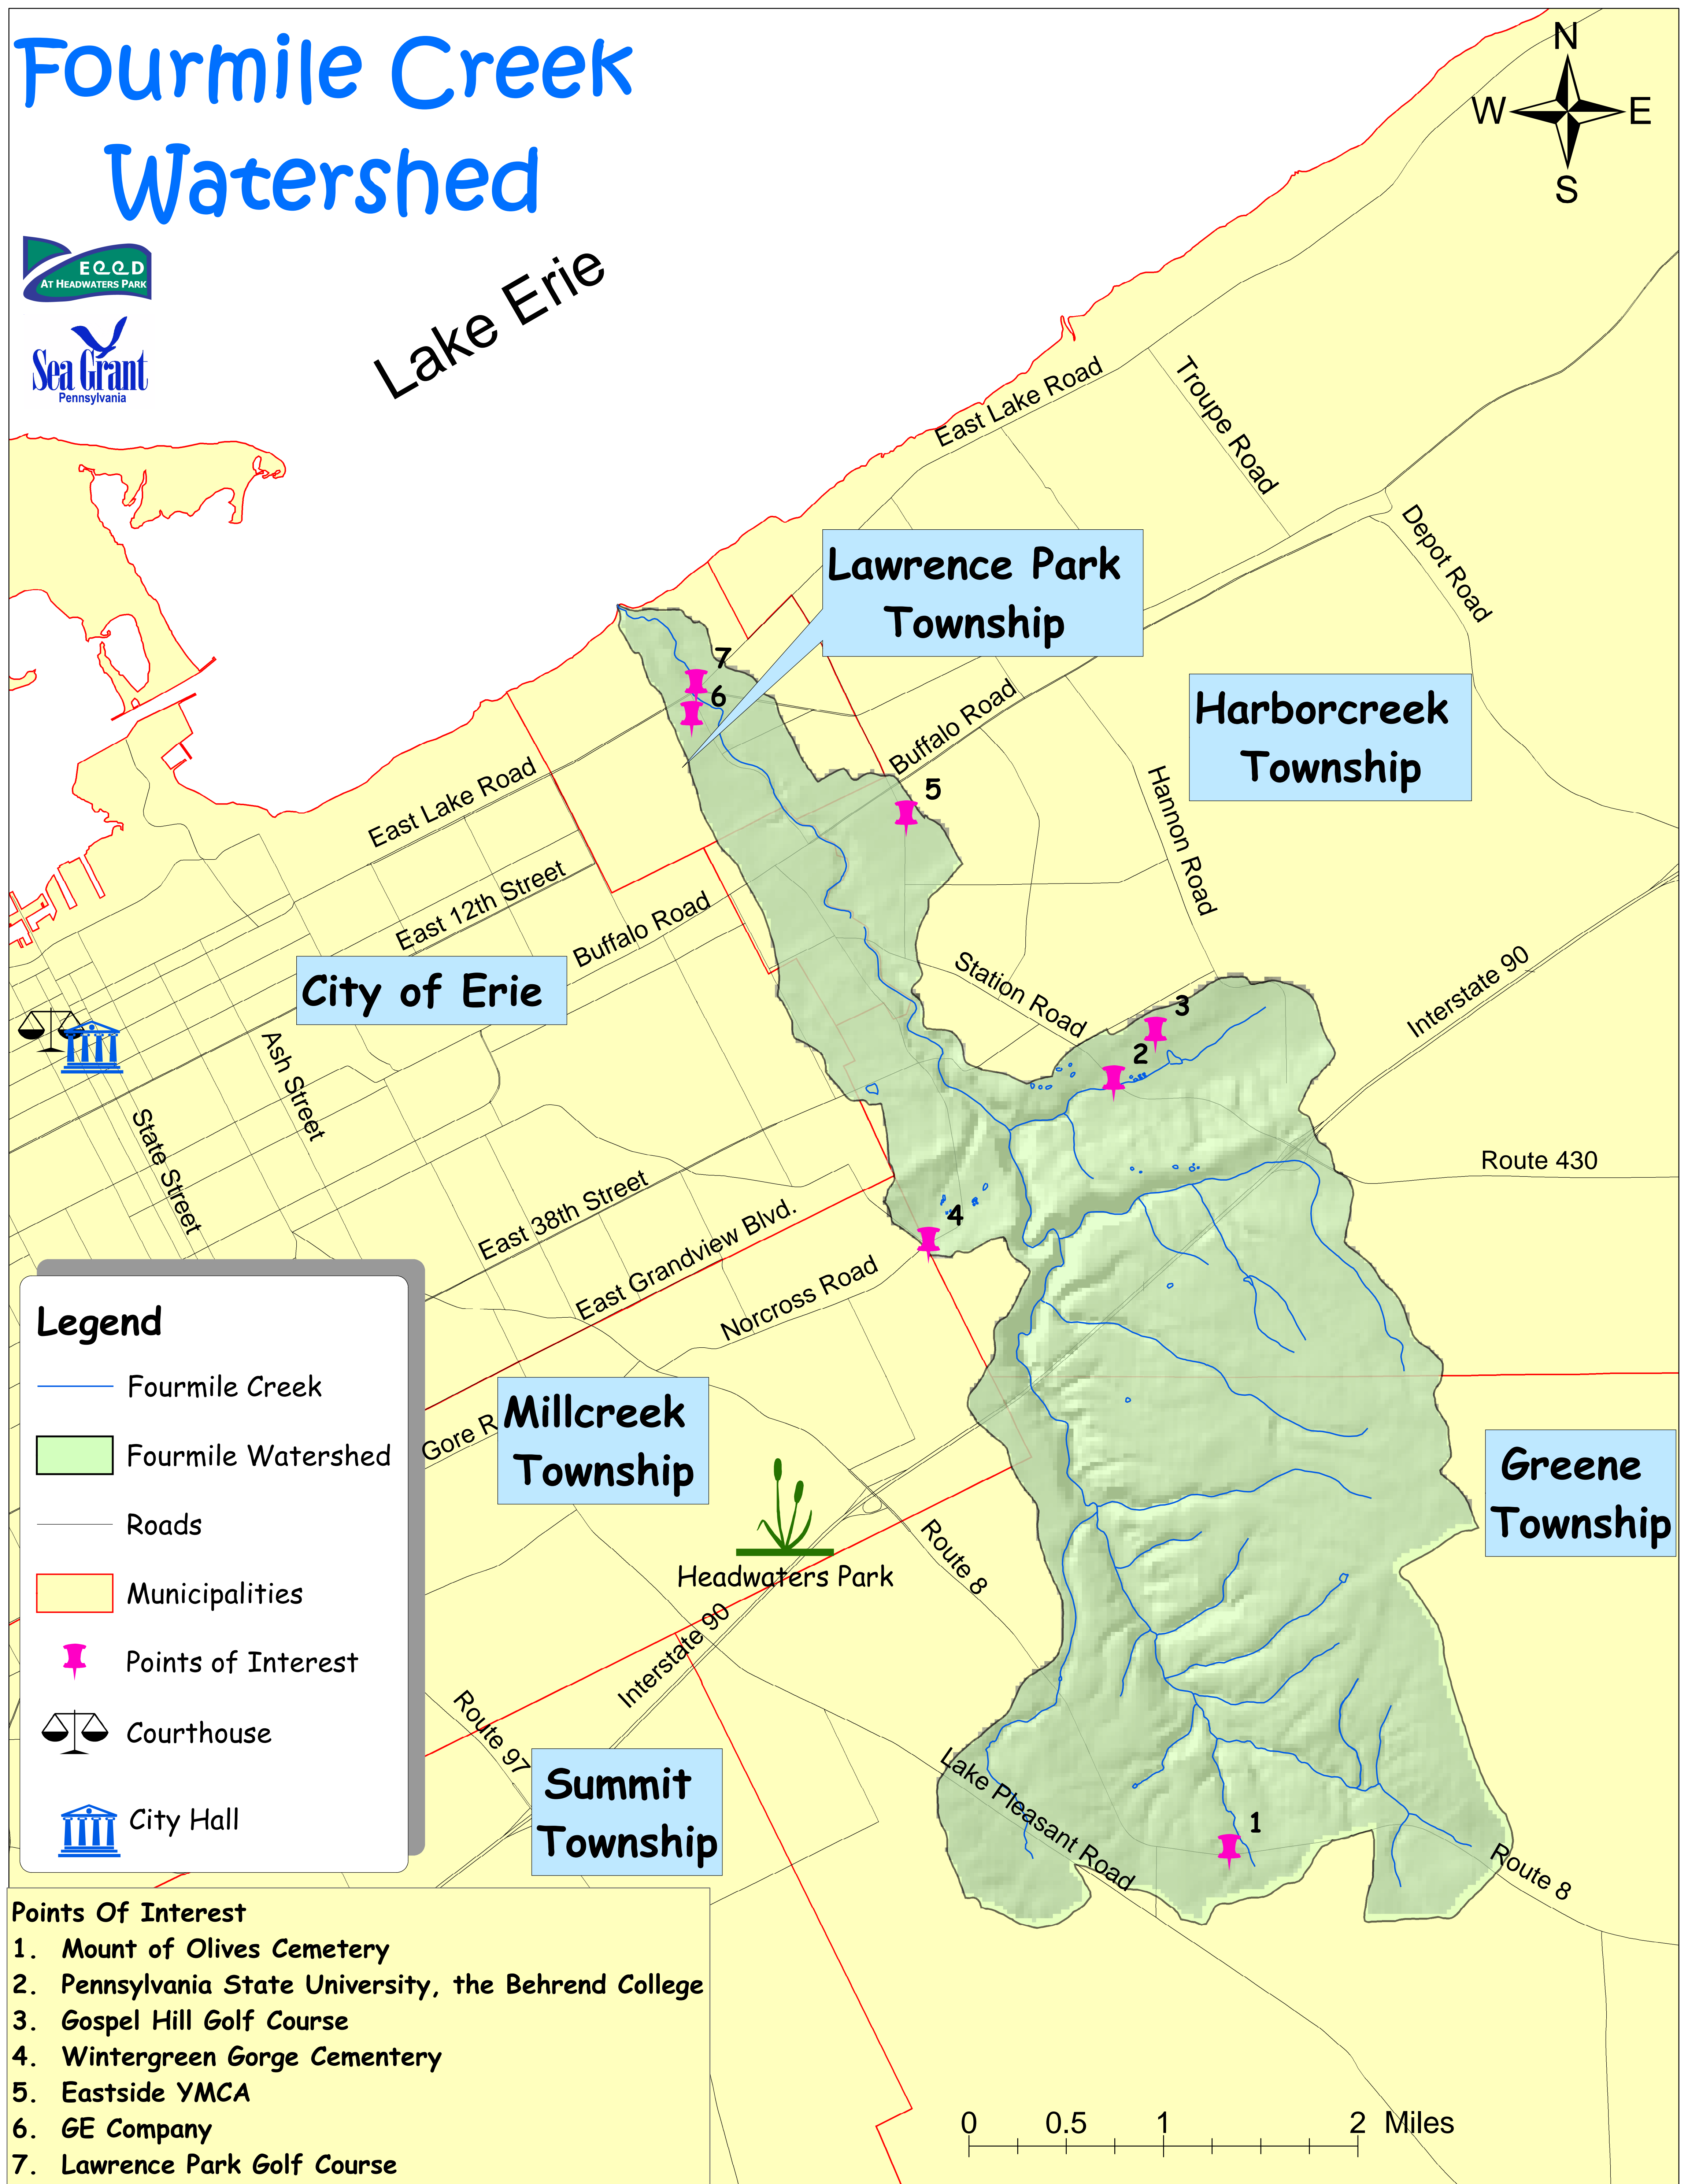 Fourmile Creek
Watershed
N
W E
S
AT HEADWATERS PARK
Sea Grant
Pennsylvania
Lake Erie
East Lake Road
Troupe Road
Depot Road
Lawrence Park
Township
7
6
Harborcreek
Township
Buffalo Road
5
Hannon Road
East Lake Road
East 12th Street
Buffalo Road
City of Erie
Station Road
Interstate 90
3
2
Ash Street
State Street
Route 430
East 38th Street
East Grandview Blvd.
4
Norcross Road
Legend
Fourmile Creek
Fourmile Watershed
Roads
Municipalities
Points of Interest
Courthouse
City Hall
Gore R
Millcreek
Township
Greene
Township
Headwaters Park
Route 8
Interstate 90
Route 97
Summit
Township
Lake Pleasant Road
1
Route 8
Points Of Interest
1. Mount of Olives Cemetery
2. Pennsylvania State University, the Behrend College
3. Gospel Hill Golf Course
4. Wintergreen Gorge Cementery
5. Eastside YMCA
6. GE Company
7. Lawrence Park Golf Course
0 0.5 1 2 Miles